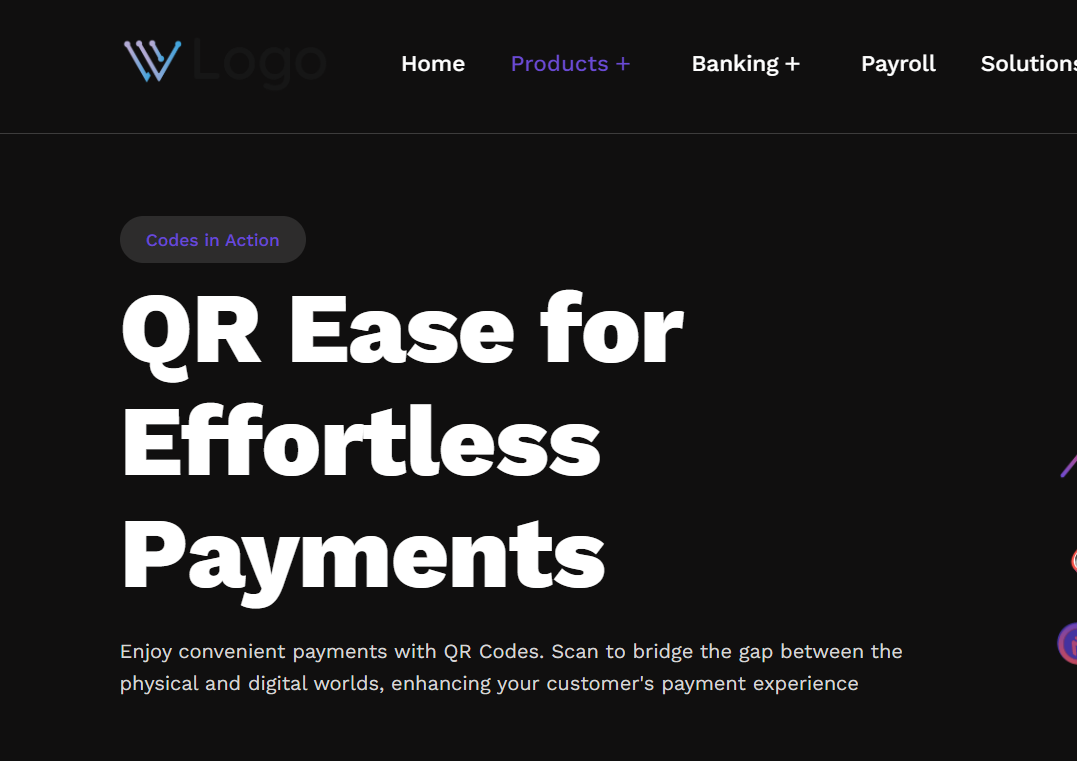 Logo
Home Products + Banking + Payroll Solutions
Codes in Action
QR Ease for
Effortless
Payments
Enjoy convenient payments with QR Codes. Scan to bridge the gap between the
physical and digital worlds, enhancing your customer's payment experience